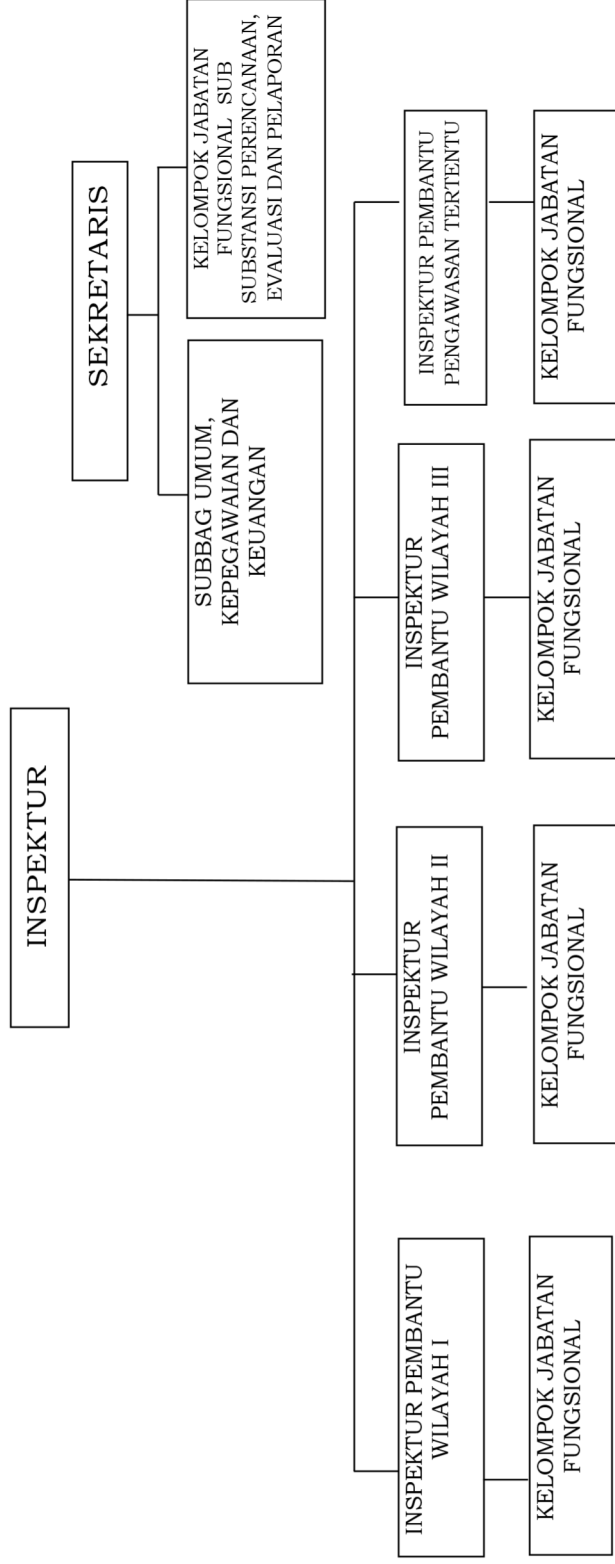 INSPEKTUR
SEKRETARIS
SUBBAG UMUM,
KEPEGAWAIAN DAN
KEUANGAN
KELOMPOK JABATAN
FUNGSIONAL SUB
SUBSTANSI PERENCANAAN,
EVALUASI DAN PELAPORAN
INSPEKTUR PEMBANTU
WILAYAH I
INSPEKTUR
PEMBANTU WILAYAH II
INSPEKTUR
PEMBANTU WILAYAH III
INSPEKTUR PEMBANTU
PENGAWASAN TERTENTU
KELOMPOK JABATAN
FUNGSIONAL
KELOMPOK JABATAN
FUNGSIONAL
KELOMPOK JABATAN
FUNGSIONAL
KELOMPOK JABATAN
FUNGSIONAL